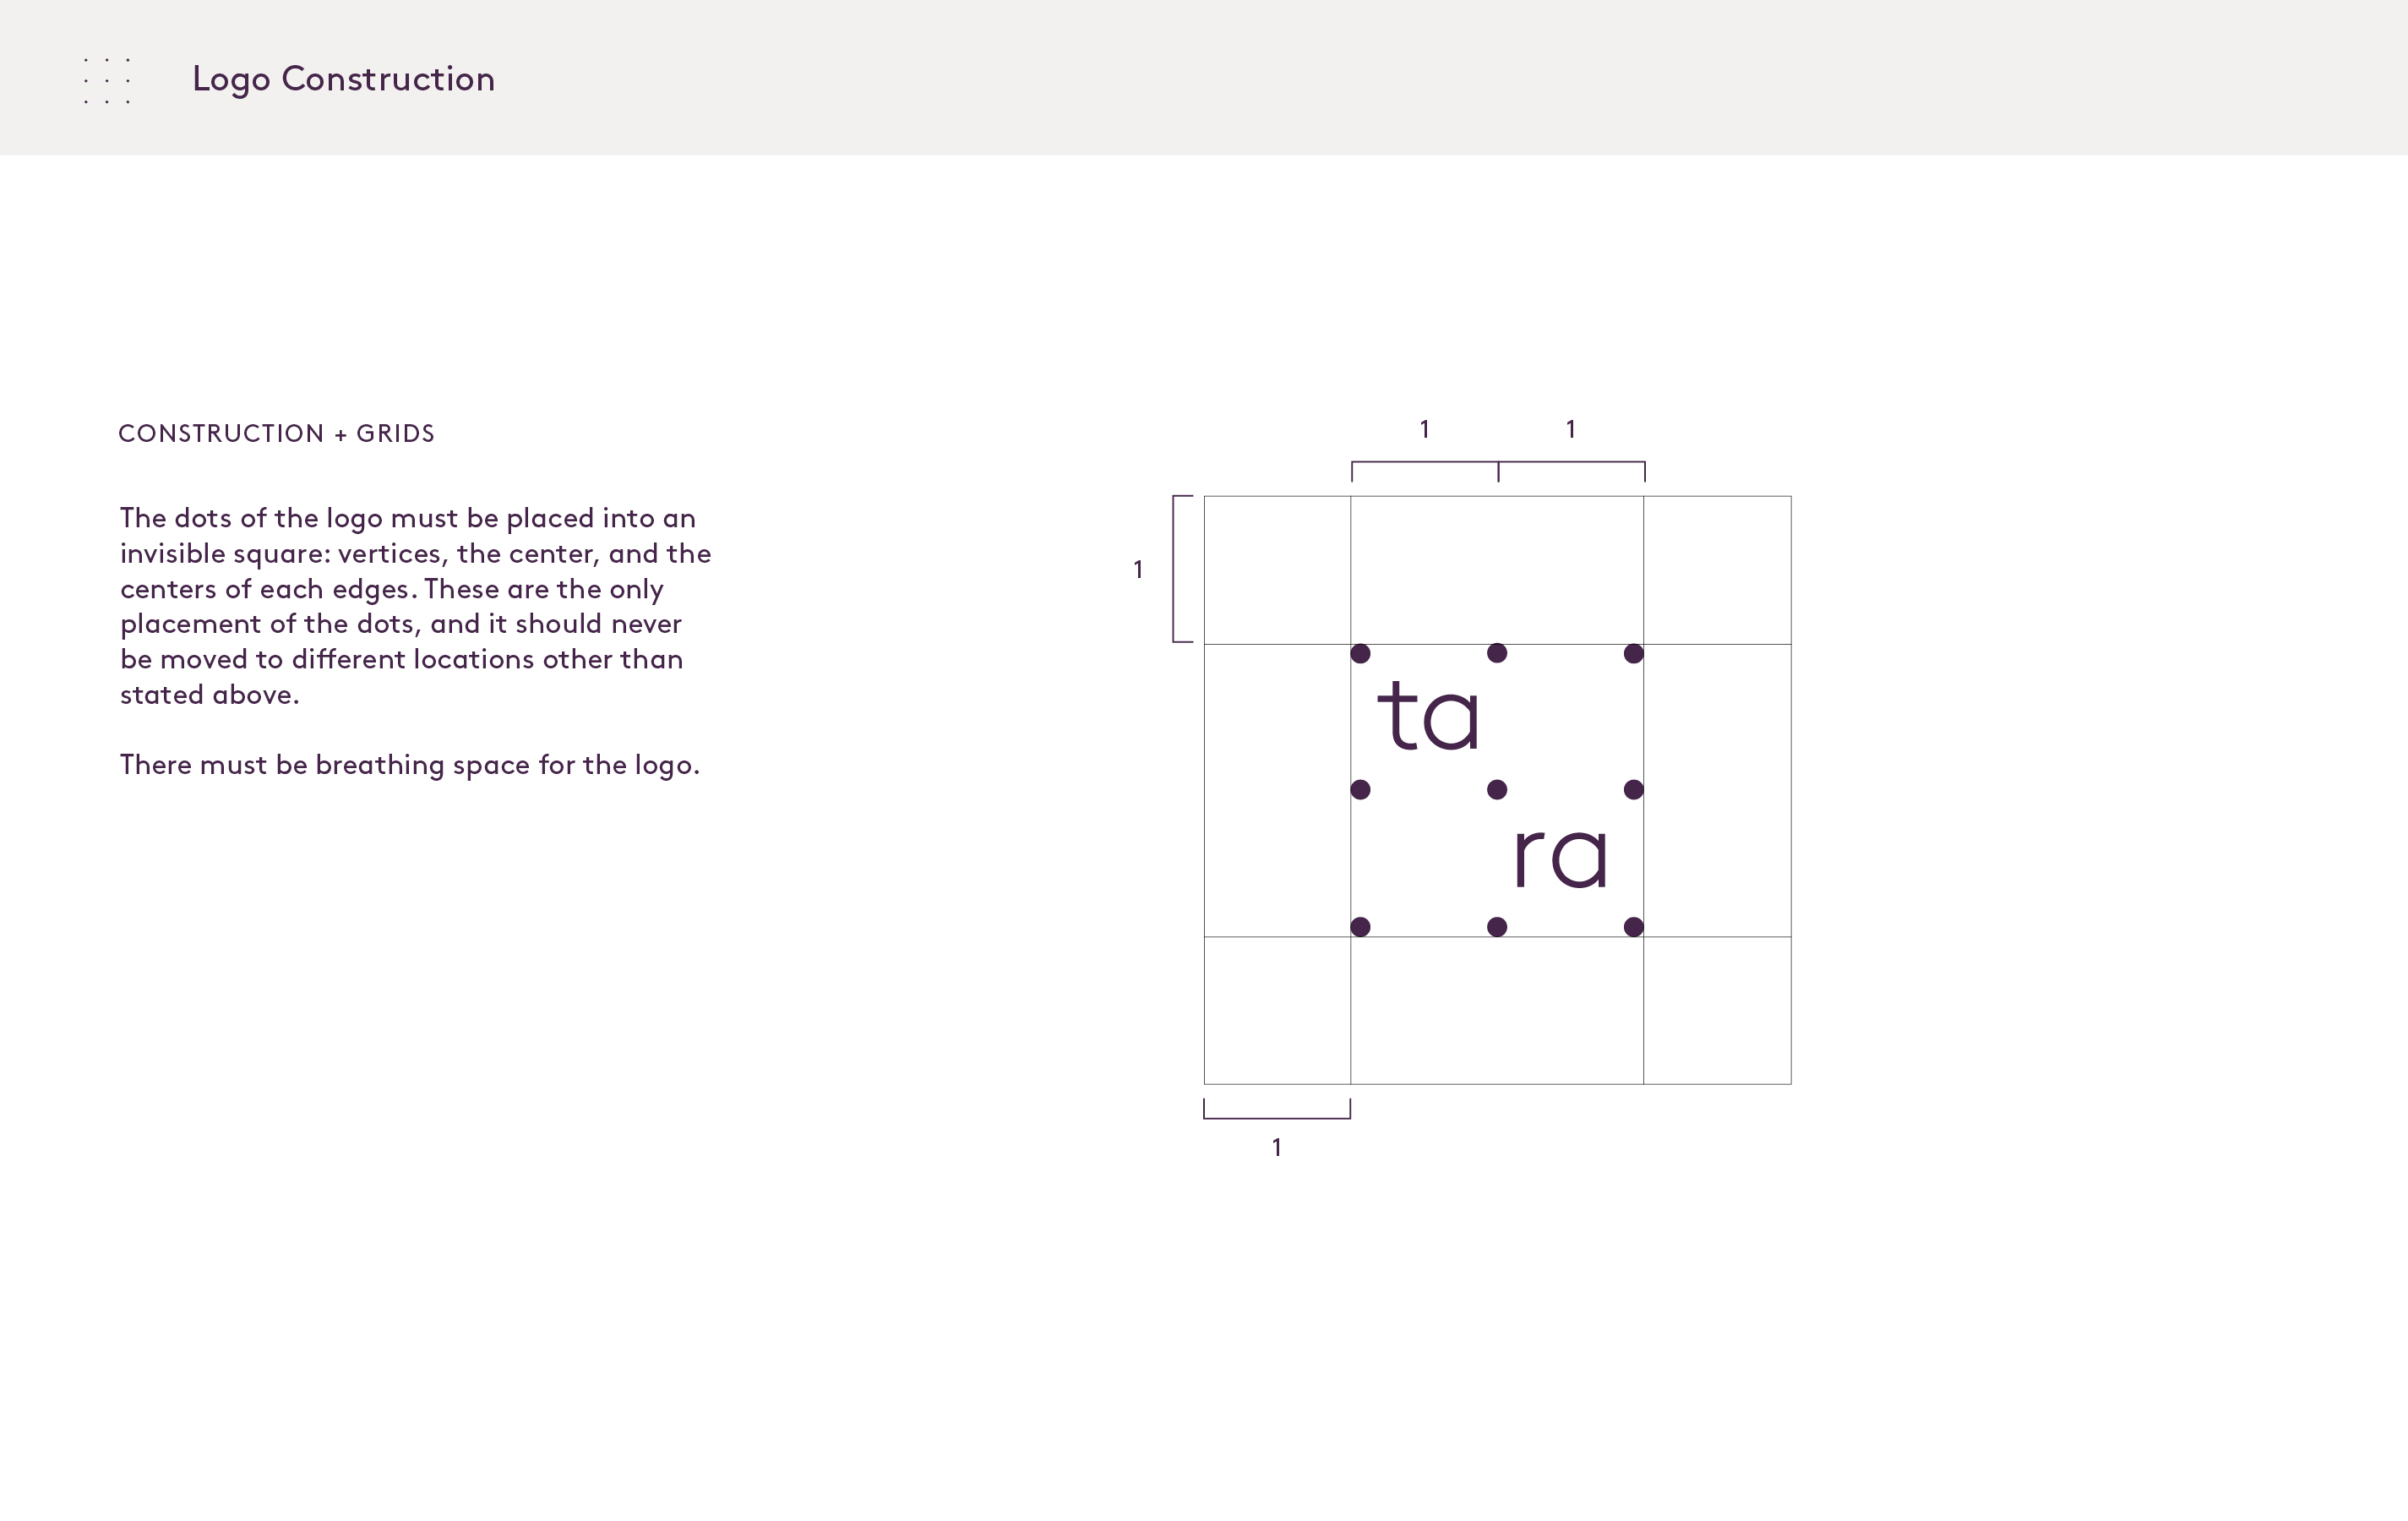 Logo Construction
CONSTRUCTION + GRIDS
The dots of the logo must be placed into an
invisible square: vertices, the center, and the
centers of each edges. These are the only
placement of the dots, and it should never
be moved to different locations other than
stated above.
There must be breathing space for the logo.
1 1
1
ta
ra
1